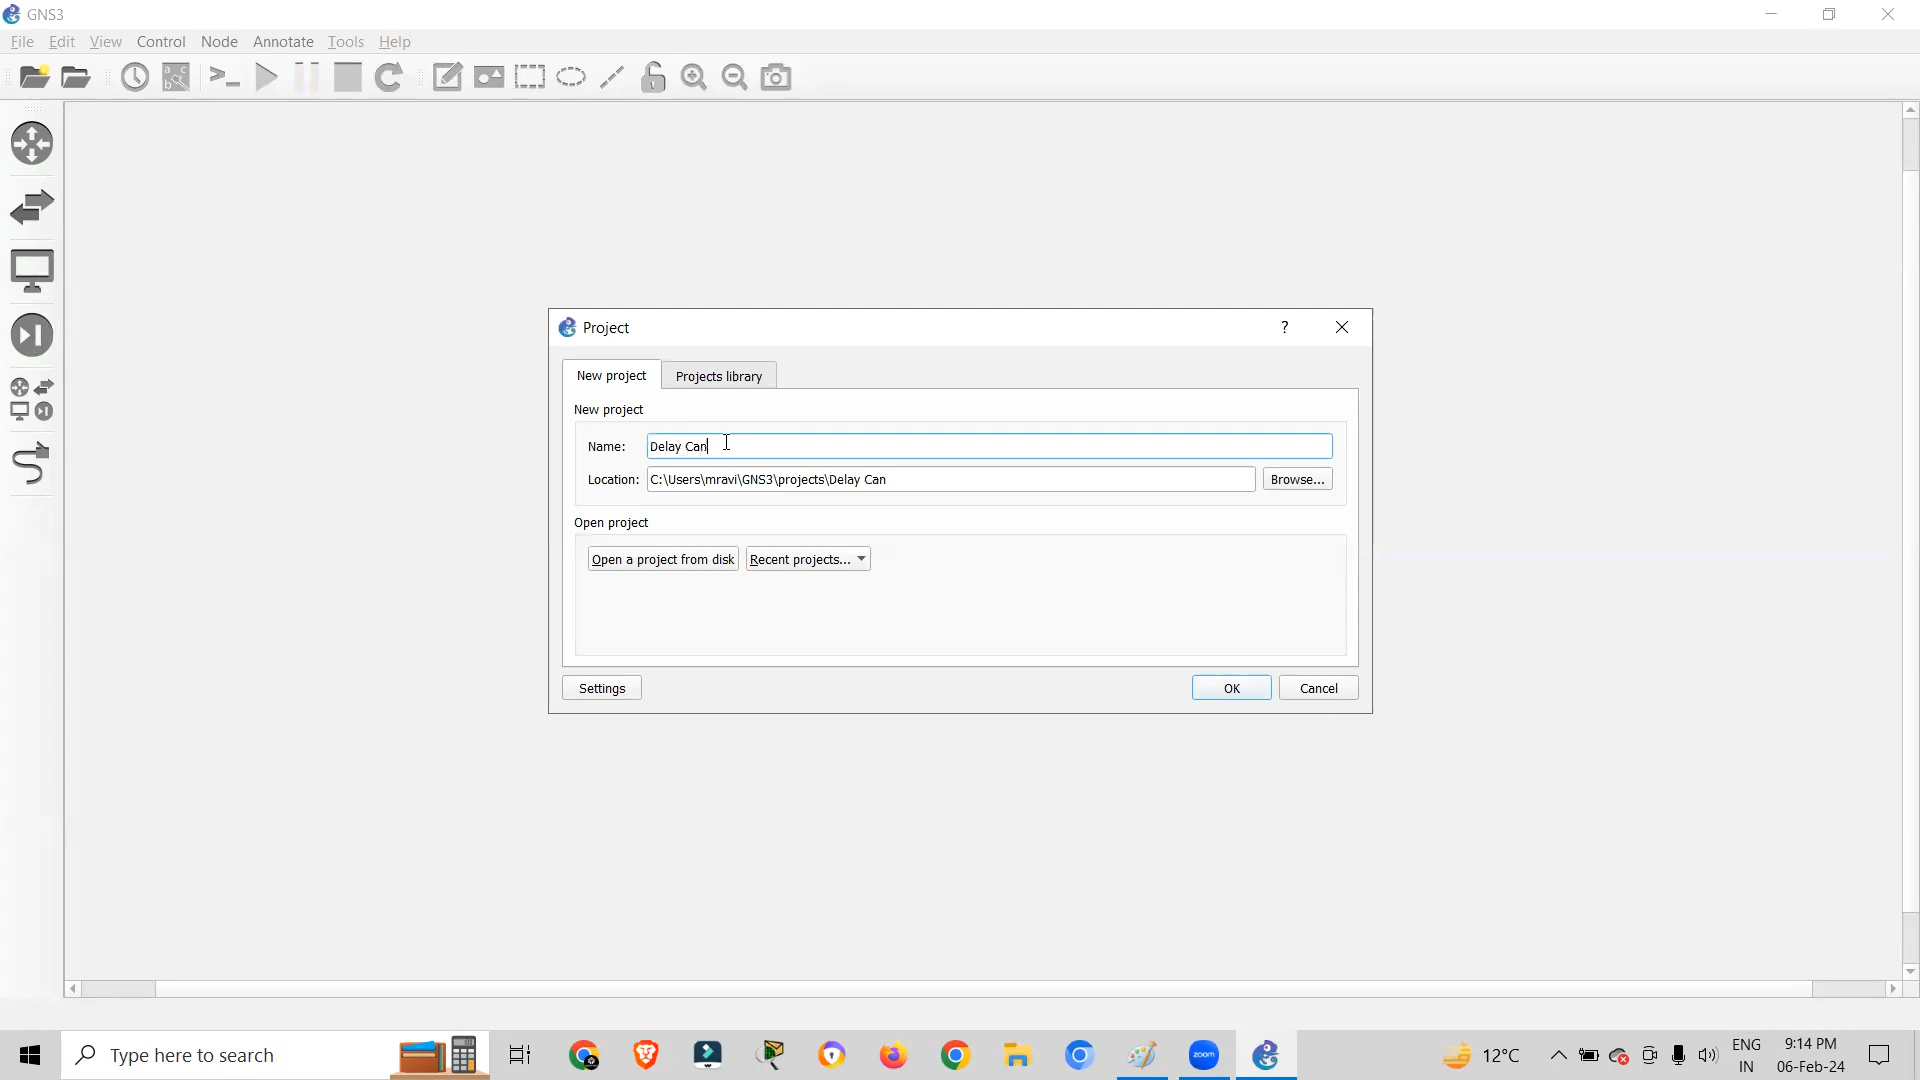 GNS3
File Edit View Control Node Annotate Tools Help
Project
?
New project Projects library
New project
Name: Delay Can
Location: C:\Users\mravi\GNS3\projects\Delay Can Browse...
Open project
Open a project from disk Recent projects...
Settings OK Cancel
Type here to search
zoom
12°C
ENG
IN
9:14 PM
06-Feb-24